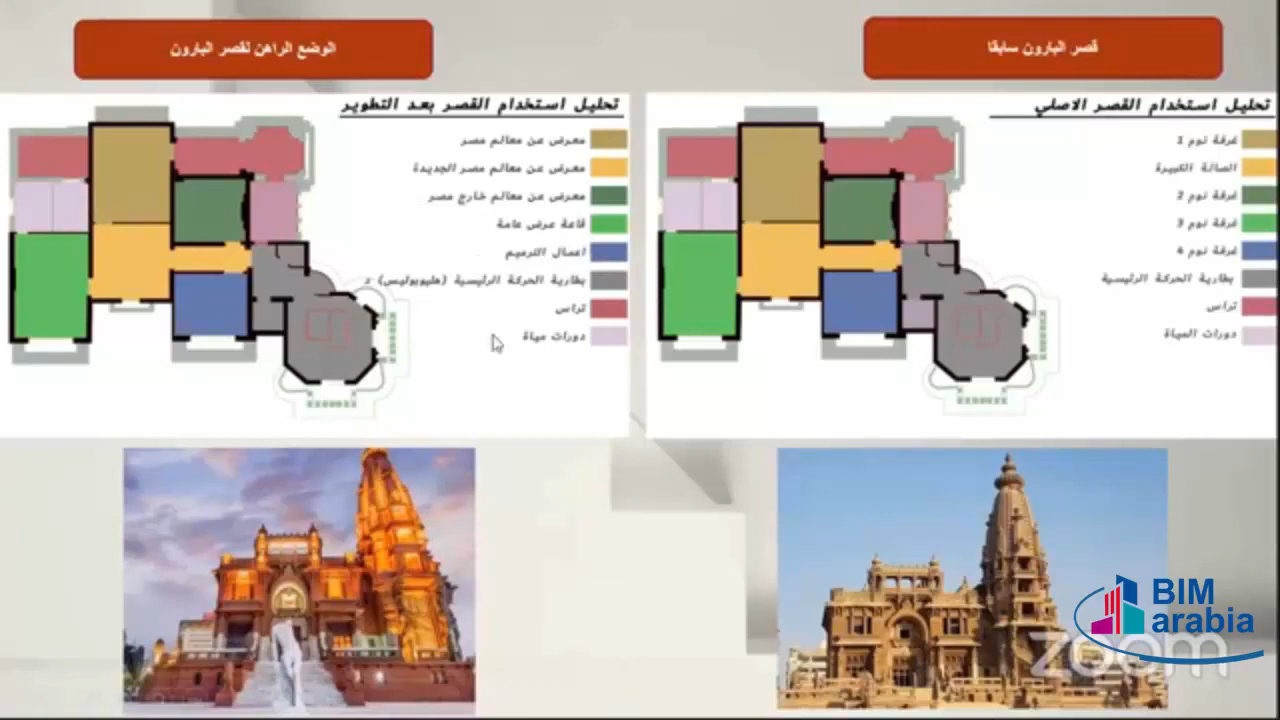 قصر البارون سابقا
تحليل استخدام القصر الاصلي
غرفة نوم 1
الصالة الكبيرة
غرفة نوم 2
غرفة نوم 3
غرفة نوم 4
بطارية الحركة الرئيسية
تراس
دورات المياة
الوضع الراهن لقصر البارون
تحليل استخدام القصر بعد التطوير
معرض عن معالم مصر
معرض عن معالم مصر الجديدة
معرض عن معالم خارج مصر
قاعة عرض عامة
اعمال الترميم
بطارية الحركة الرئيسية (هليوبوليس) د
تراس
دورات مياة
BIM
arabia
zoom